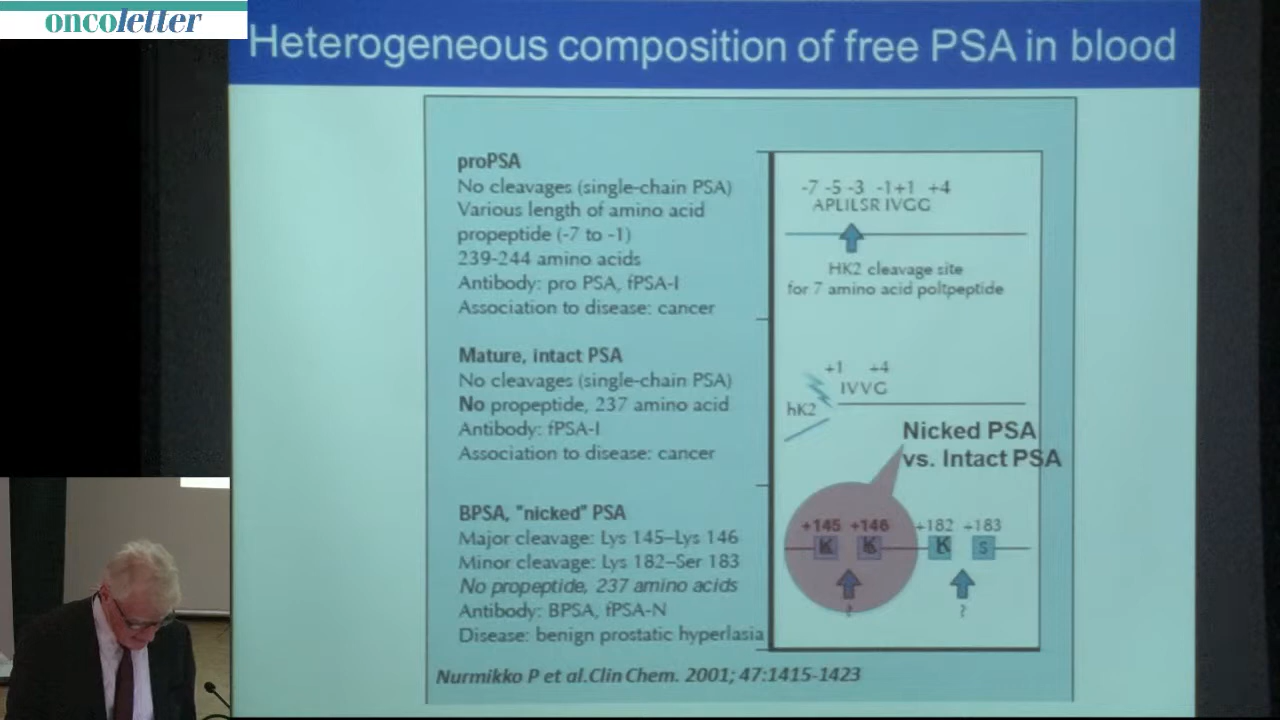 oncoletter
Heterogeneous composition of free PSA in blood
proPSA
No cleavages (single-chain PSA)
Various length of amino acid
propeptide (-7 to -1)
239-244 amino acids
Antibody: pro PSA, fPSA-I
Association to disease: cancer
-7 -5 -3 -1+1 +4
APLILSR IVGG
HK2 cleavage site
for 7 amino acid poltpeptide
Mature, intact PSA
No cleavages (single-chain PSA)
No propeptide, 237 amino acid
Antibody: fPSA-I
Association to disease: cancer
+1 +4
IVVG
hK2
Nicked PSA
vs. Intact PSA
BPSA, "nicked" PSA
Major cleavage: Lys 145–Lys 146
Minor cleavage: Lys 182–Ser 183
No propeptide, 237 amino acids
Antibody: BPSA, fPSA-N
Disease: benign prostatic hyperlasia
+145 +146 +182 +183
K K K S
? ?
Nurmikko P et al.Clin Chem. 2001; 47:1415-1423